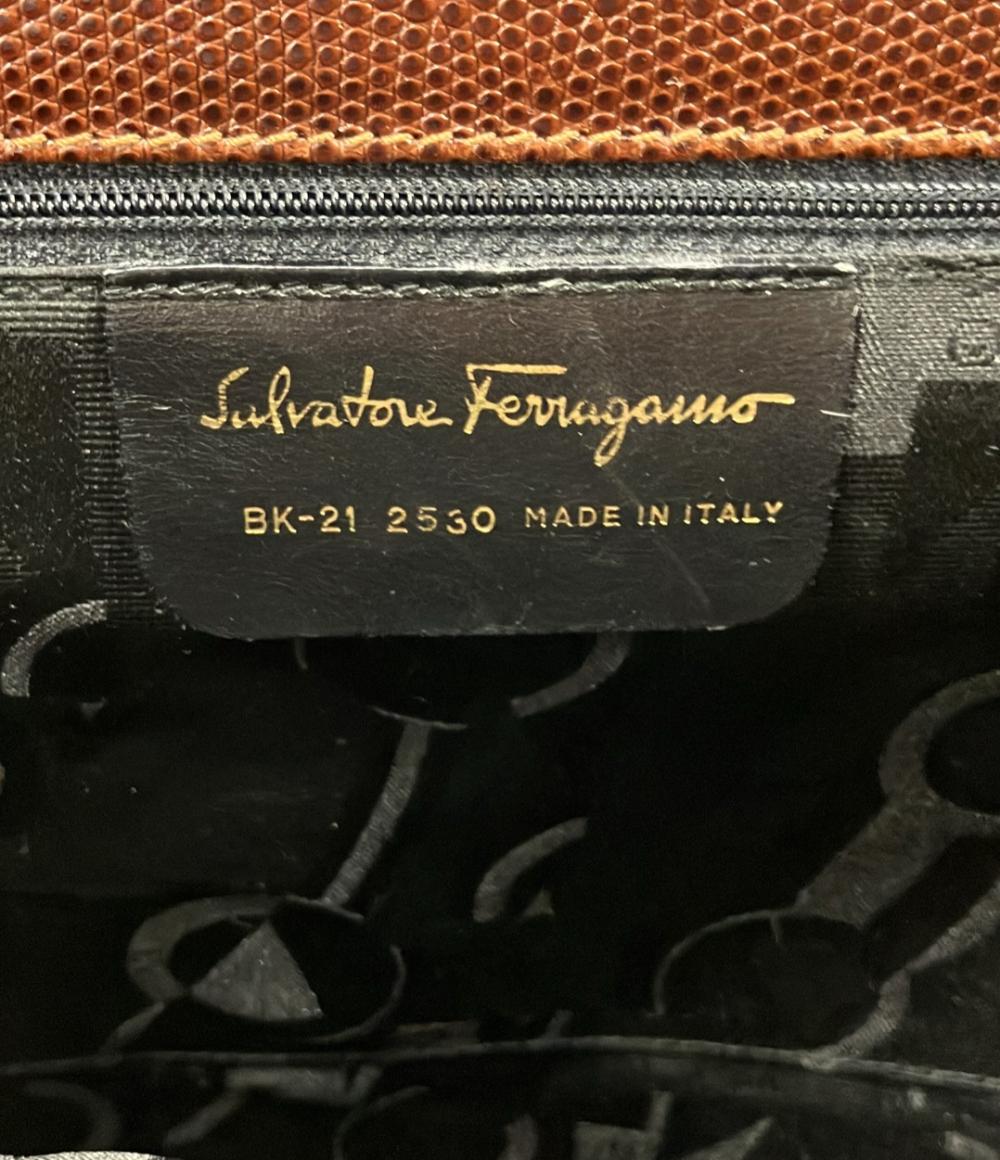 Salvatore Ferragamo
BK-21 2530 MADE IN ITALY